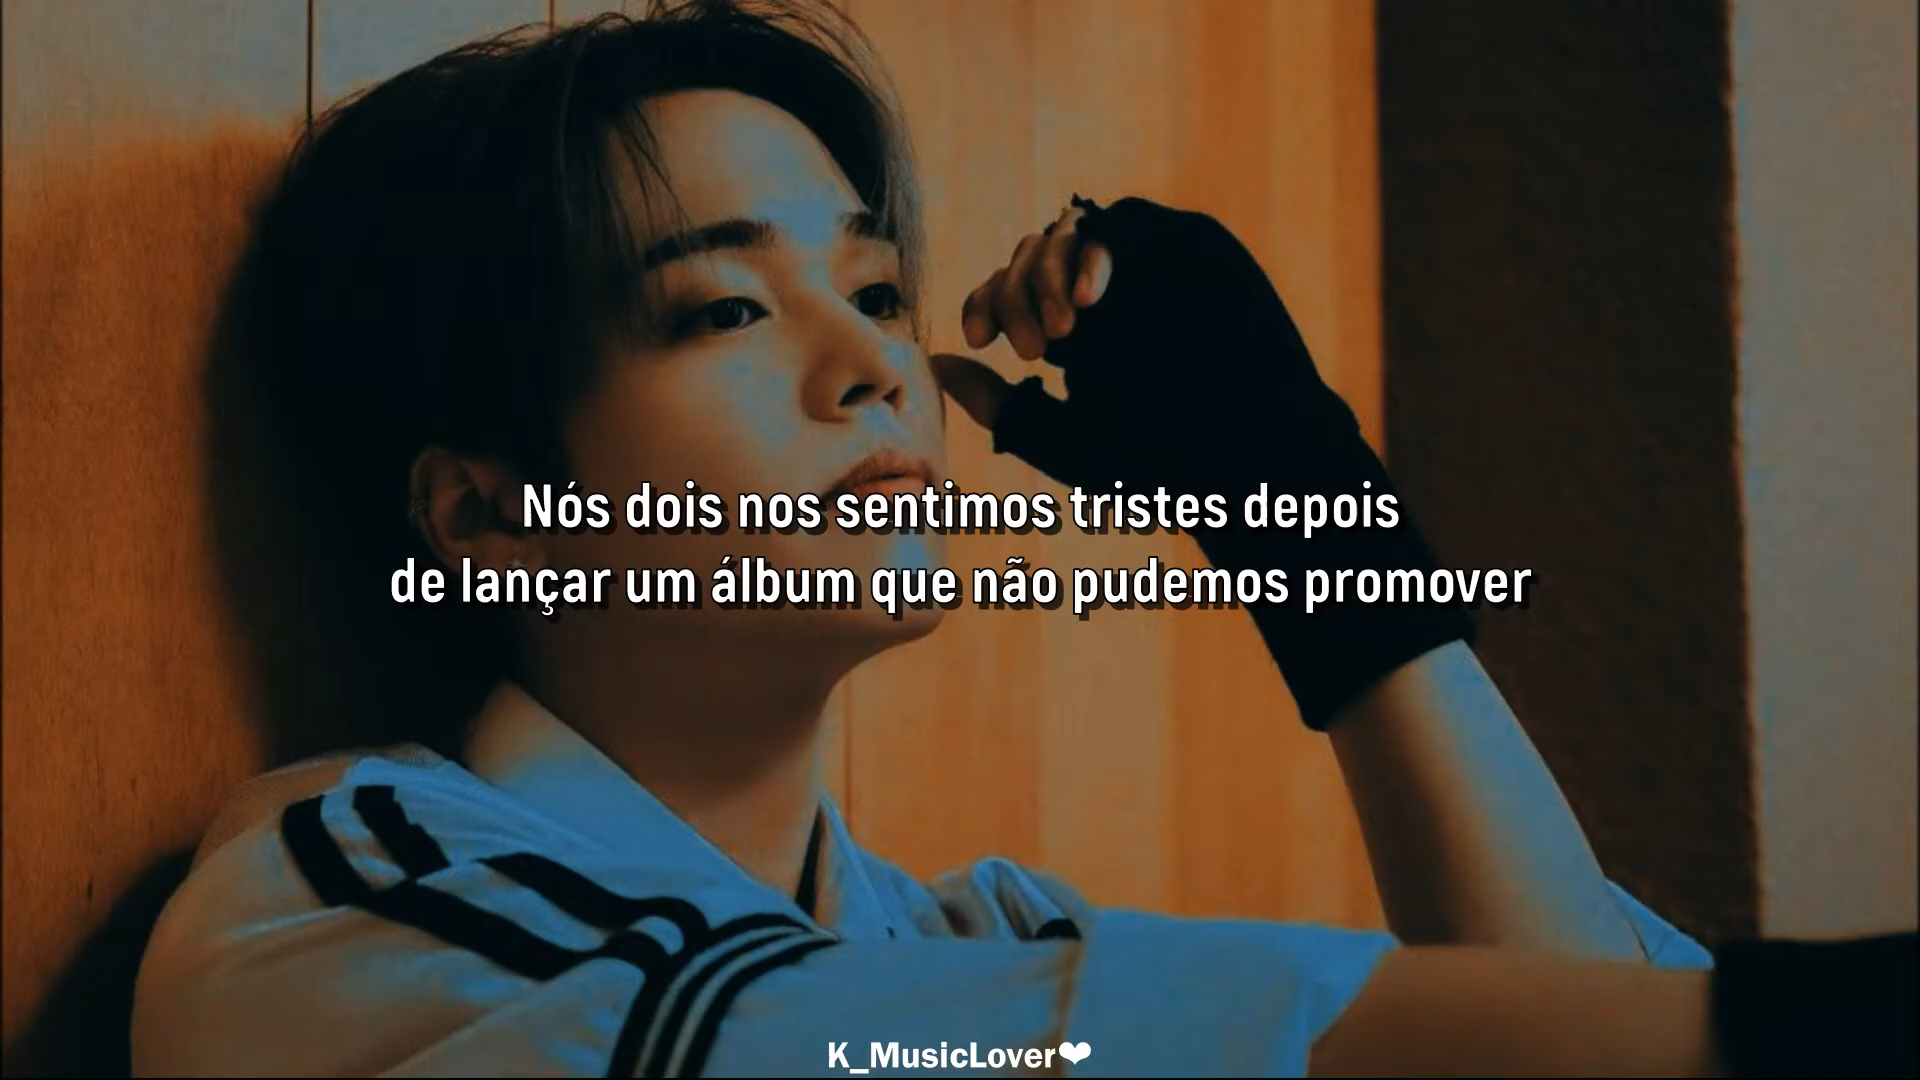 Nós dois nos sentimos tristes depois
de lançar um álbum que não pudemos promover
K_MusicLover❤